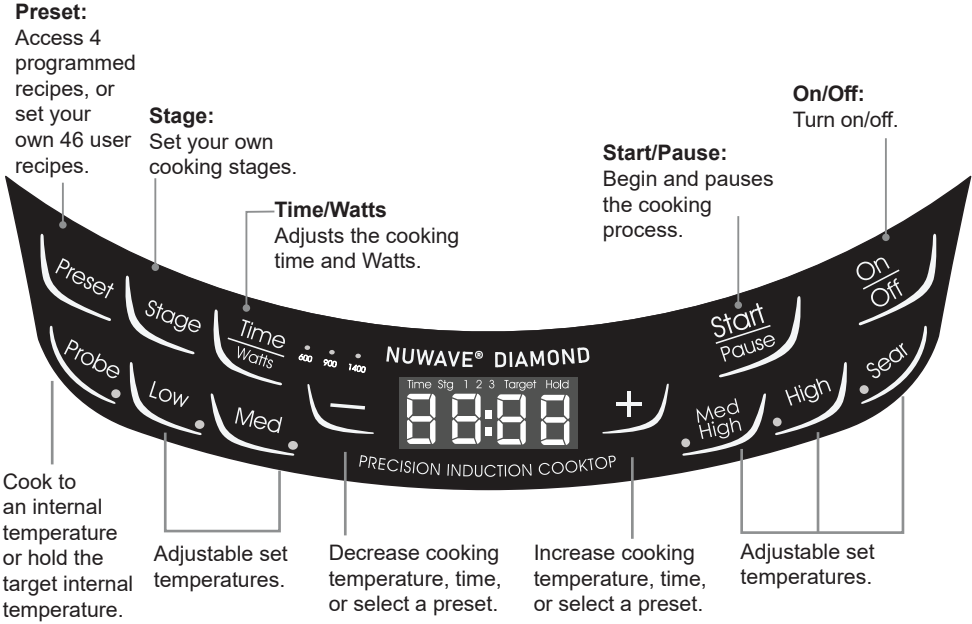 Preset:
Access 4
programmed
recipes, or
set your
own 46 user
recipes.
Stage:
Set your own
cooking stages.
Time/Watts
Adjusts the cooking
time and Watts.
Start/Pause:
Begin and pauses
the cooking
process.
On/Off:
Turn on/off.
Preset
Stage
Time
Watts
600 900 1400
NUWAVE® DIAMOND
Start
Pause
On
Off
Probe
Low
Med
−
Time Stg 1 2 3 Target Hold
88:88
+
Med
High
High
Sear
PRECISION INDUCTION COOKTOP
Cook to
an internal
temperature
or hold the
target internal
temperature.
Adjustable set
temperatures.
Decrease cooking
temperature, time,
or select a preset.
Increase cooking
temperature, time,
or select a preset.
Adjustable set
temperatures.